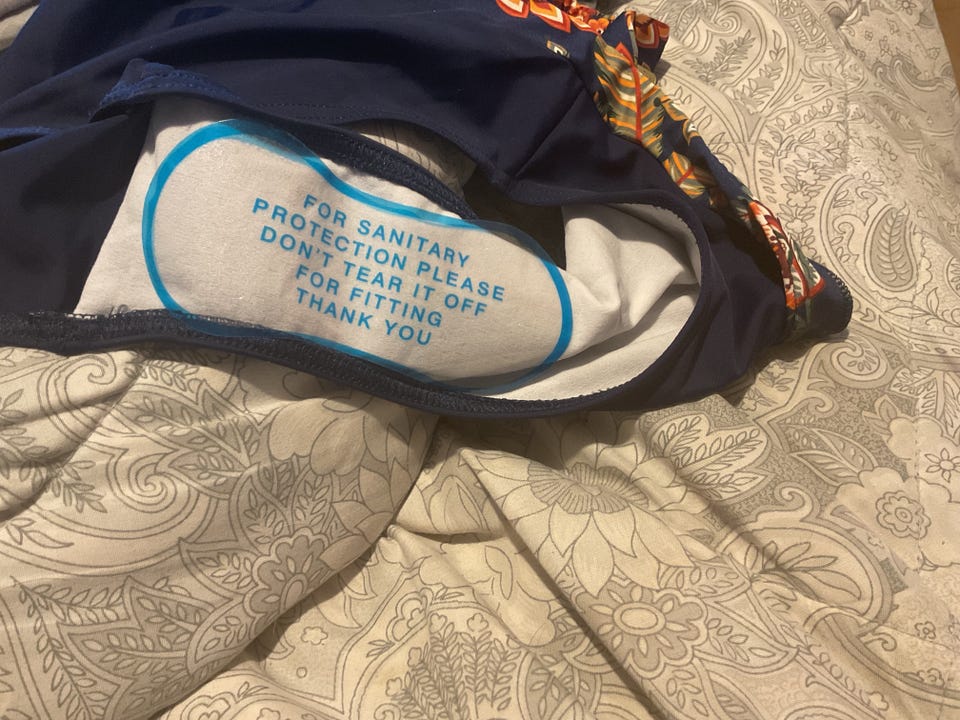 FOR SANITARY
PROTECTION PLEASE
DON'T TEAR IT OFF
FOR FITTING
THANK YOU